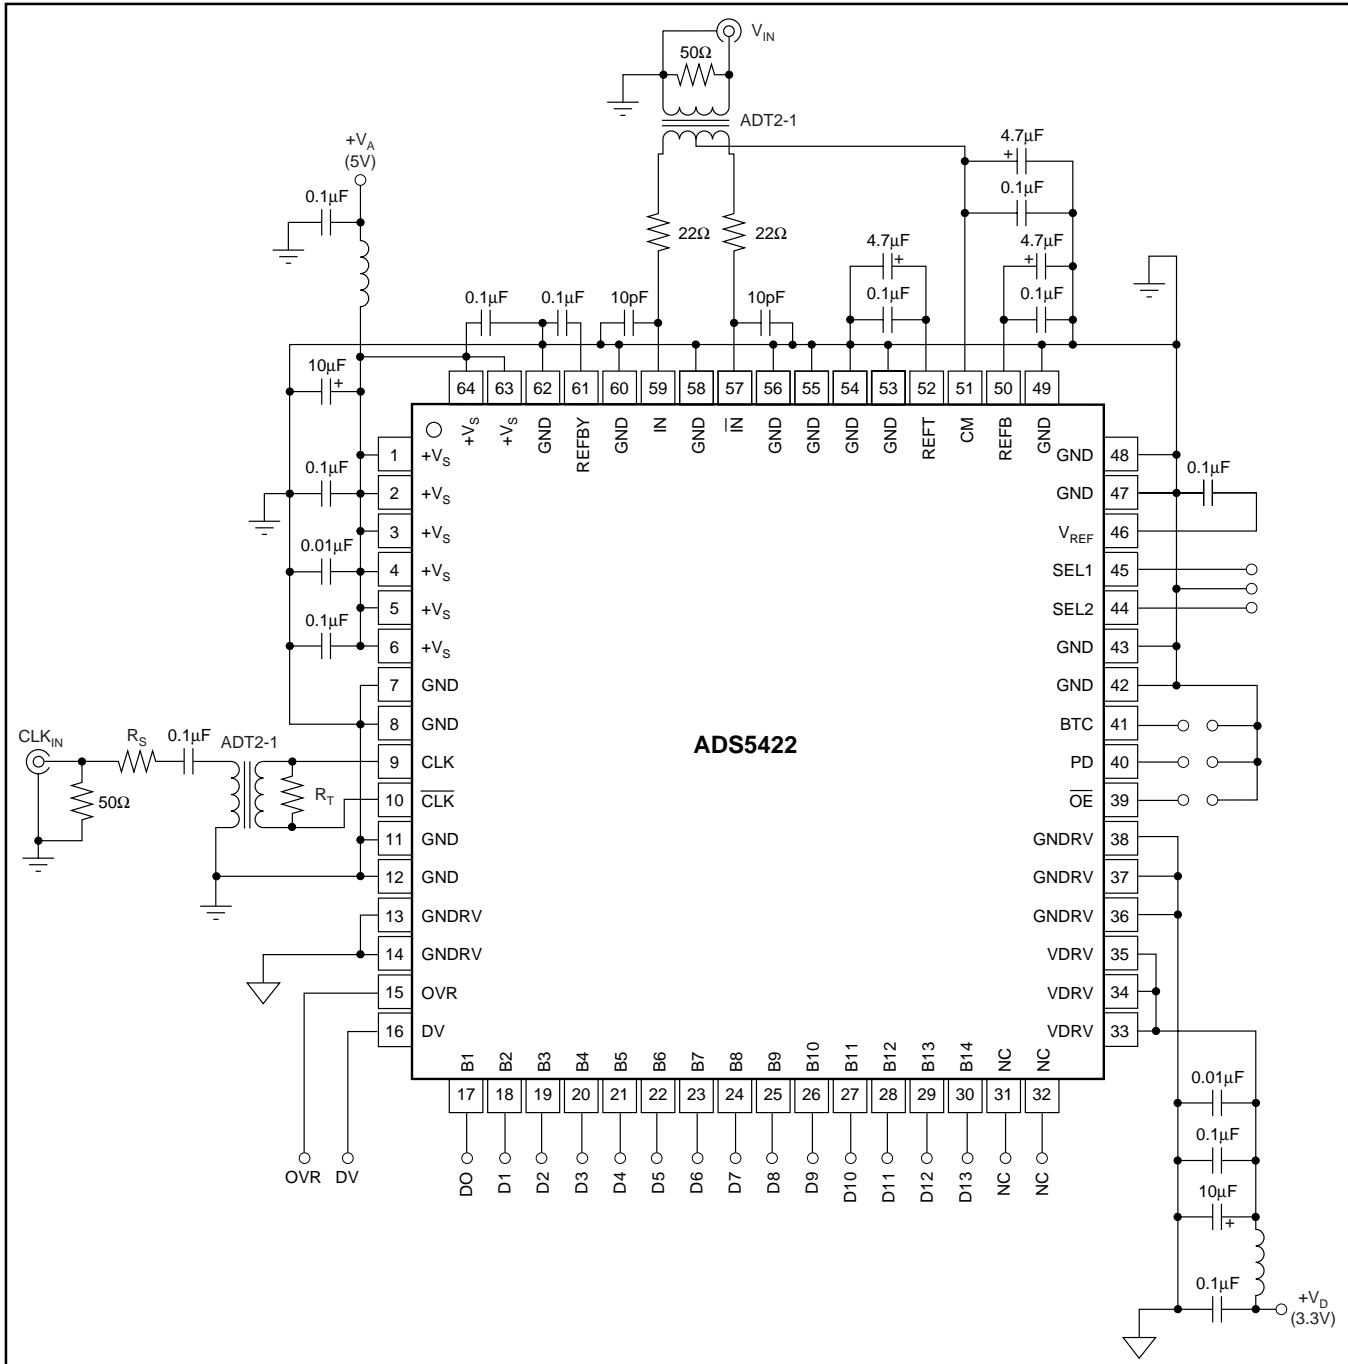 V_IN
50Ω
ADT2-1
+V_A
(5V)
0.1µF
22Ω
22Ω
4.7µF
0.1µF
4.7µF
0.1µF
4.7µF
0.1µF
0.1µF
0.1µF
10pF
10pF
10µF
64 63 62 61 60 59 58 57 56 55 54 53 52 51 50 49
+V_S +V_S GND REFBY GND IN GND I̅N̅ GND GND GND GND REFT CM REFB GND
1 +V_S
2 +V_S
3 +V_S
4 +V_S
5 +V_S
6 +V_S
7 GND
8 GND
9 CLK
10 C̅L̅K̅
11 GND
12 GND
13 GNDRV
14 GNDRV
15 OVR
16 DV
0.1µF
0.01µF
0.1µF
CLK_IN
R_S
0.1µF
ADT2-1
50Ω
R_T
ADS5422
GND 48
GND 47
V_REF 46
SEL1 45
SEL2 44
GND 43
GND 42
BTC 41
PD 40
O̅E̅ 39
GNDRV 38
GNDRV 37
GNDRV 36
VDRV 35
VDRV 34
VDRV 33
0.1µF
B1 B2 B3 B4 B5 B6 B7 B8 B9 B10 B11 B12 B13 B14 NC NC
17 18 19 20 21 22 23 24 25 26 27 28 29 30 31 32
OVR DV
DO D1 D2 D3 D4 D5 D6 D7 D8 D9 D10 D11 D12 D13 NC NC
0.01µF
0.1µF
10µF
0.1µF
+V_D
(3.3V)